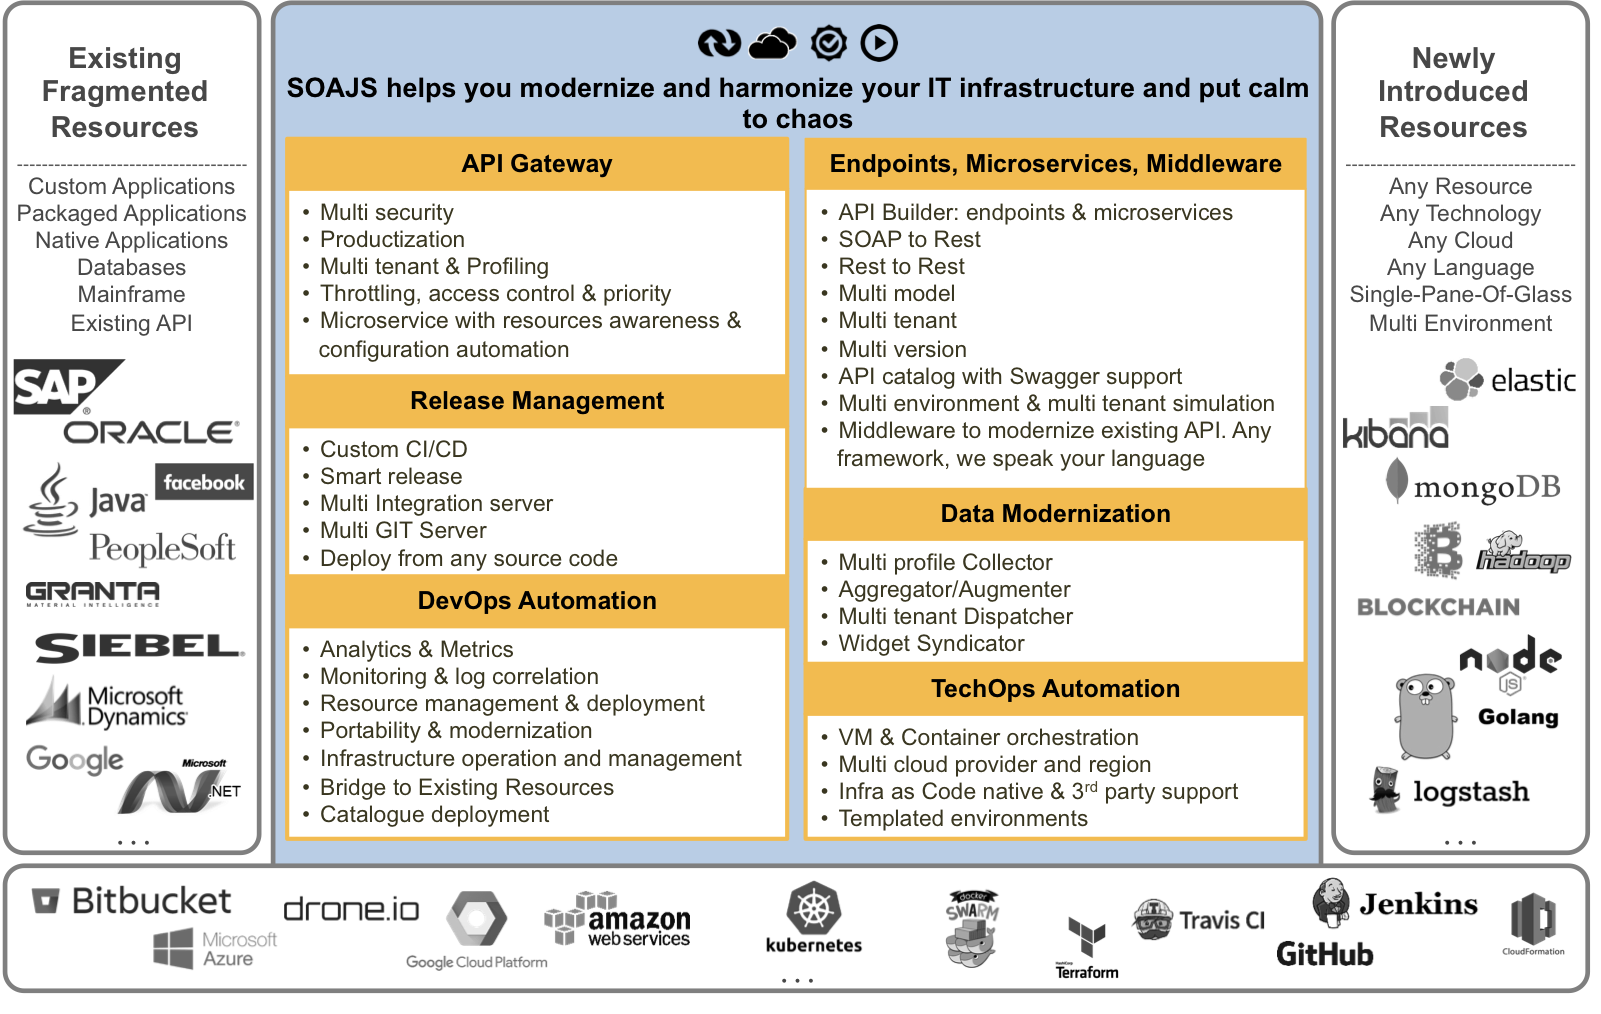 Existing
Fragmented
Resources
Custom Applications
Packaged Applications
Native Applications
Databases
Mainframe
Existing API
SAP
®
ORACLE®
Java
facebook
PeopleSoft
GRANTA
MATERIAL INTELLIGENCE
SIEBEL.
Microsoft
Dynamics
Google
Microsoft
.NET
...
SOAJS helps you modernize and harmonize your IT infrastructure and put calm
to chaos
API Gateway
• Multi security
• Productization
• Multi tenant & Profiling
• Throttling, access control & priority
• Microservice with resources awareness &
configuration automation
Release Management
• Custom CI/CD
• Smart release
• Multi Integration server
• Multi GIT Server
• Deploy from any source code
DevOps Automation
• Analytics & Metrics
• Monitoring & log correlation
• Resource management & deployment
• Portability & modernization
• Infrastructure operation and management
• Bridge to Existing Resources
• Catalogue deployment
Endpoints, Microservices, Middleware
• API Builder: endpoints & microservices
• SOAP to Rest
• Rest to Rest
• Multi model
• Multi tenant
• Multi version
• API catalog with Swagger support
• Multi environment & multi tenant simulation
• Middleware to modernize existing API. Any
framework, we speak your language
Data Modernization
• Multi profile Collector
• Aggregator/Augmenter
• Multi tenant Dispatcher
• Widget Syndicator
TechOps Automation
• VM & Container orchestration
• Multi cloud provider and region
• Infra as Code native & 3rd party support
• Templated environments
Newly
Introduced
Resources
Any Resource
Any Technology
Any Cloud
Any Language
Single-Pane-Of-Glass
Multi Environment
elastic
kibana
mongoDB
hadoop
BLOCKCHAIN
node
JS
Golang
logstash
...
Bitbucket
Microsoft
Azure
drone.io
Google Cloud Platform
amazon
web services
kubernetes
docker
SWARM
HashiCorp
Terraform
Travis CI
Jenkins
GitHub
CloudFormation
...